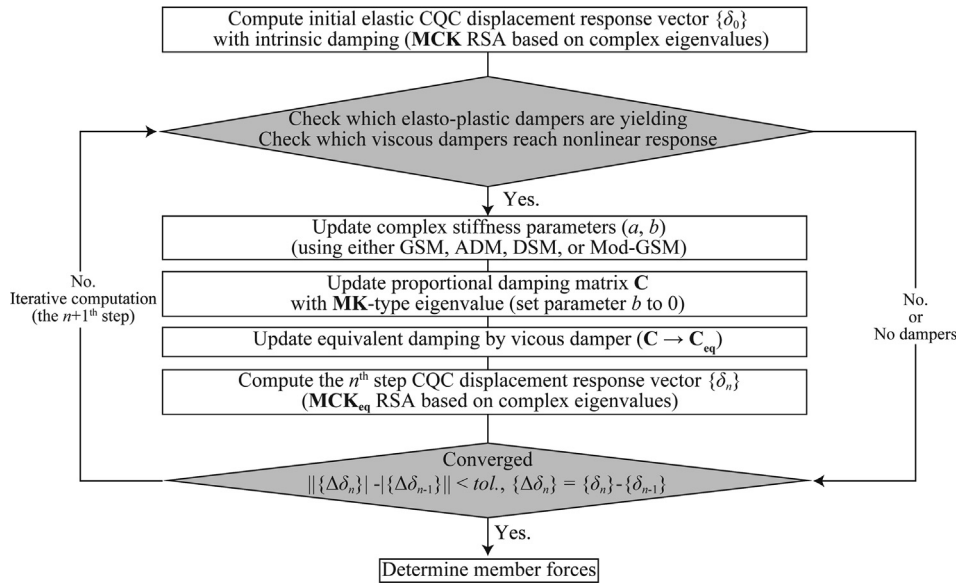 Compute initial elastic CQC displacement response vector {δ₀}
with intrinsic damping (MCK RSA based on complex eigenvalues)
Check which elasto-plastic dampers are yielding
Check which viscous dampers reach nonlinear response
Yes.
Update complex stiffness parameters (a, b)
(using either GSM, ADM, DSM, or Mod-GSM)
Update proportional damping matrix C
with MK-type eigenvalue (set parameter b to 0)
Update equivalent damping by vicous damper (C → C_eq)
Compute the nᵗʰ step CQC displacement response vector {δₙ}
(MCK_eq RSA based on complex eigenvalues)
No.
Iterative computation
(the n+1ᵗʰ step)
No.
or
No dampers
Converged
||{Δδₙ}| -|{Δδₙ₋₁}|| < tol., {Δδₙ} = {δₙ}-{δₙ₋₁}
Yes.
Determine member forces